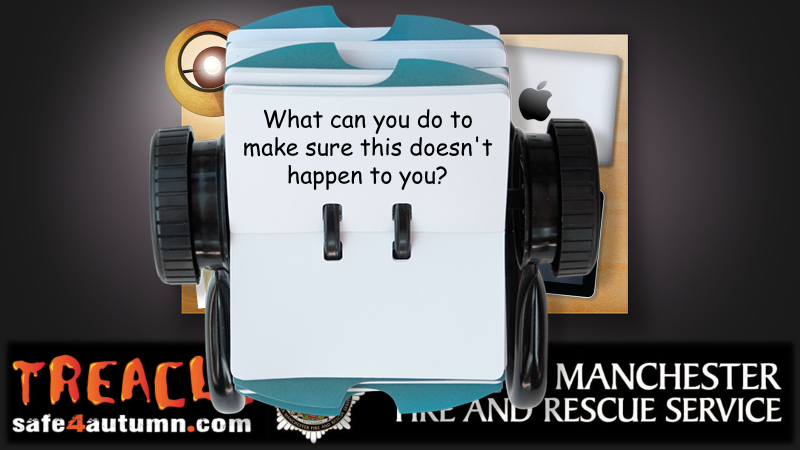 What can you do to
make sure this doesn't
happen to you?
TREACL
safe4autumn.com
MANCHESTER
FIRE AND RESCUE SERVICE